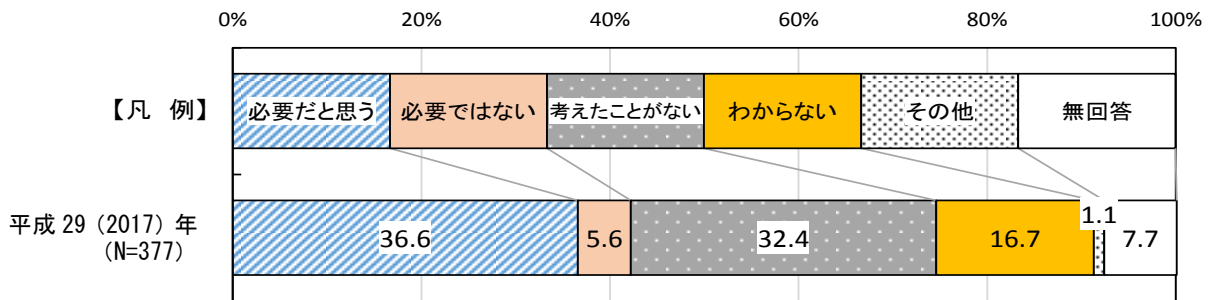 0% 20% 40% 60% 80% 100%
【凡 例】 必要だと思う 必要ではない 考えたことがない わからない その他 無回答
平成 29 (2017) 年
(N=377)
36.6 5.6 32.4 16.7 1.1 7.7